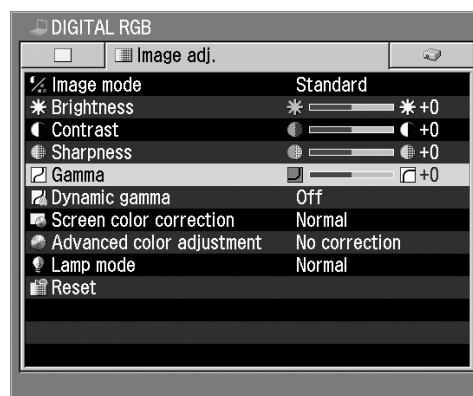 DIGITAL RGB
Image adj.
Image mode Standard
Brightness +0
Contrast +0
Sharpness +0
Gamma +0
Dynamic gamma Off
Screen color correction Normal
Advanced color adjustment No correction
Lamp mode Normal
Reset